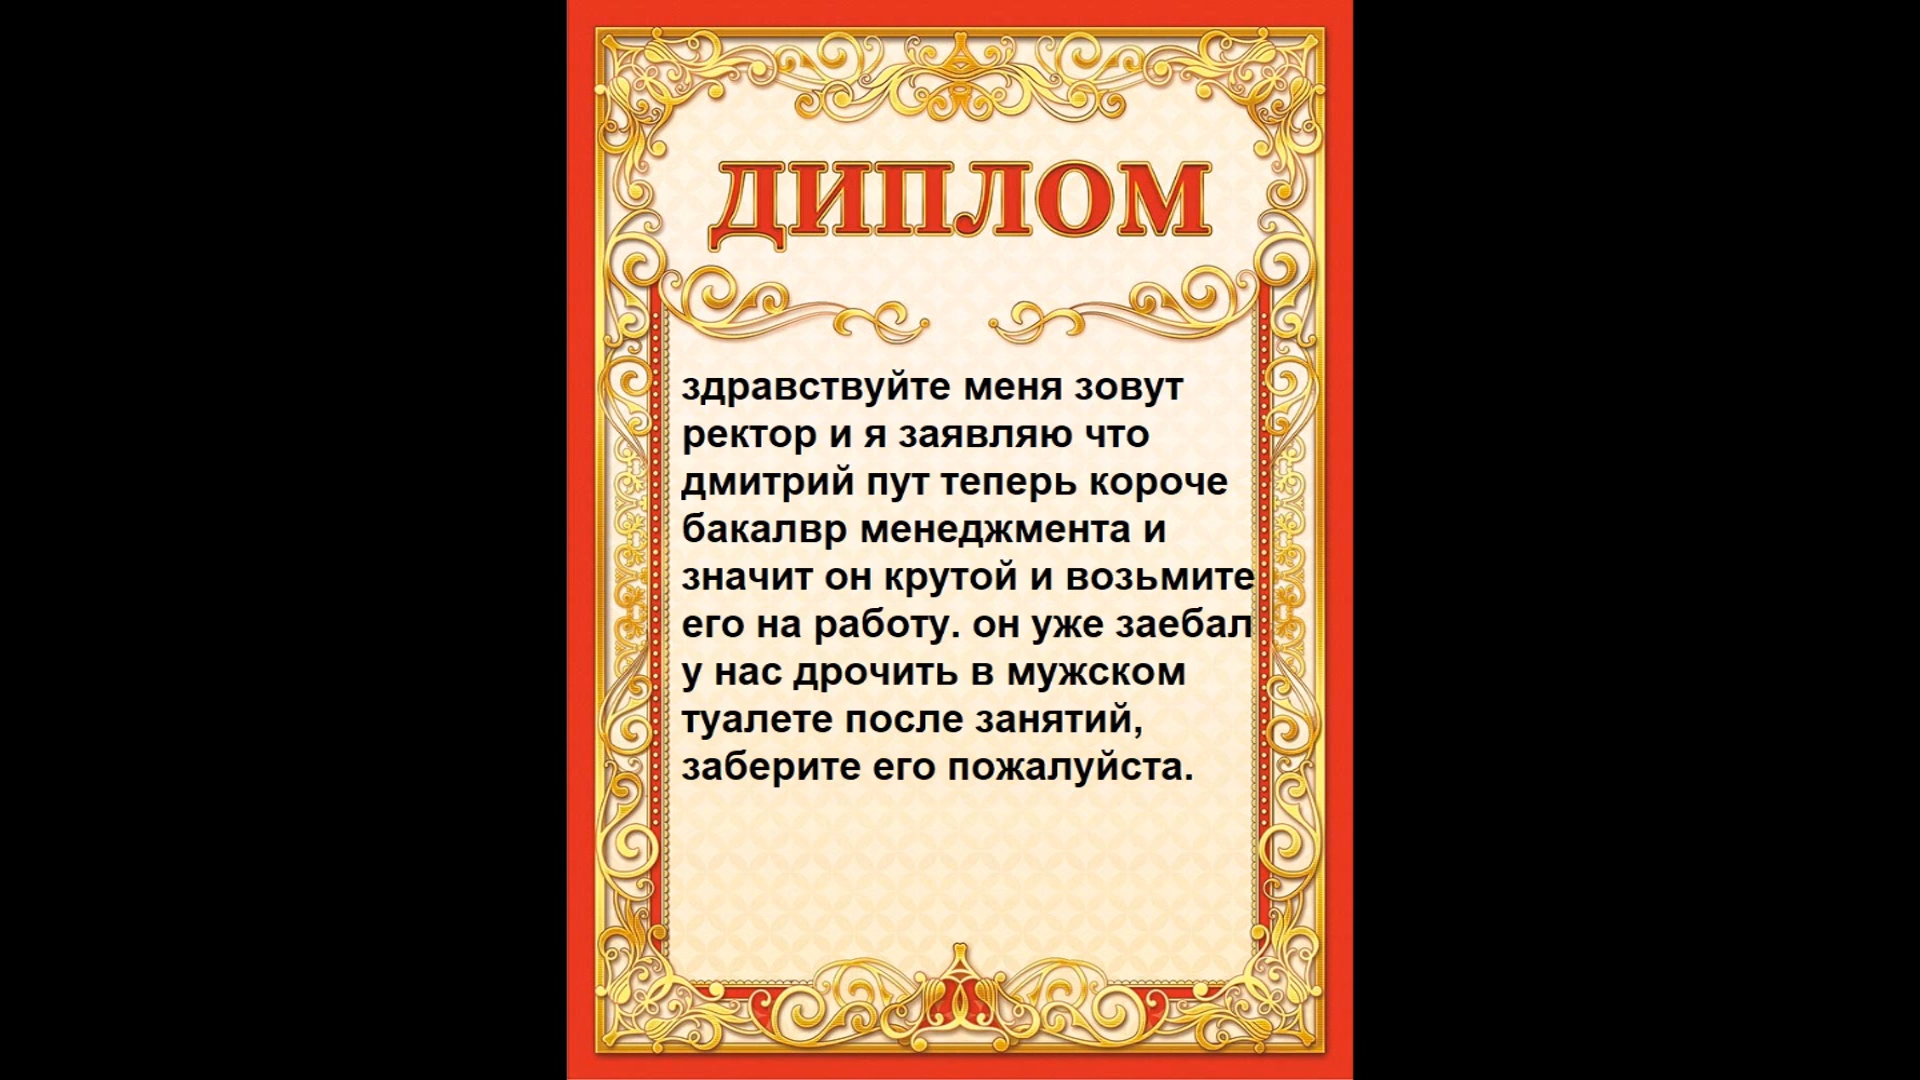 ДИПЛОМ
здравствуйте меня зовут
ректор и я заявляю что
дмитрий пут теперь короче
бакалвр менеджмента и
значит он крутой и возьмите
его на работу. он уже заебал
у нас дрочить в мужском
туалете после занятий,
заберите его пожалуйста.